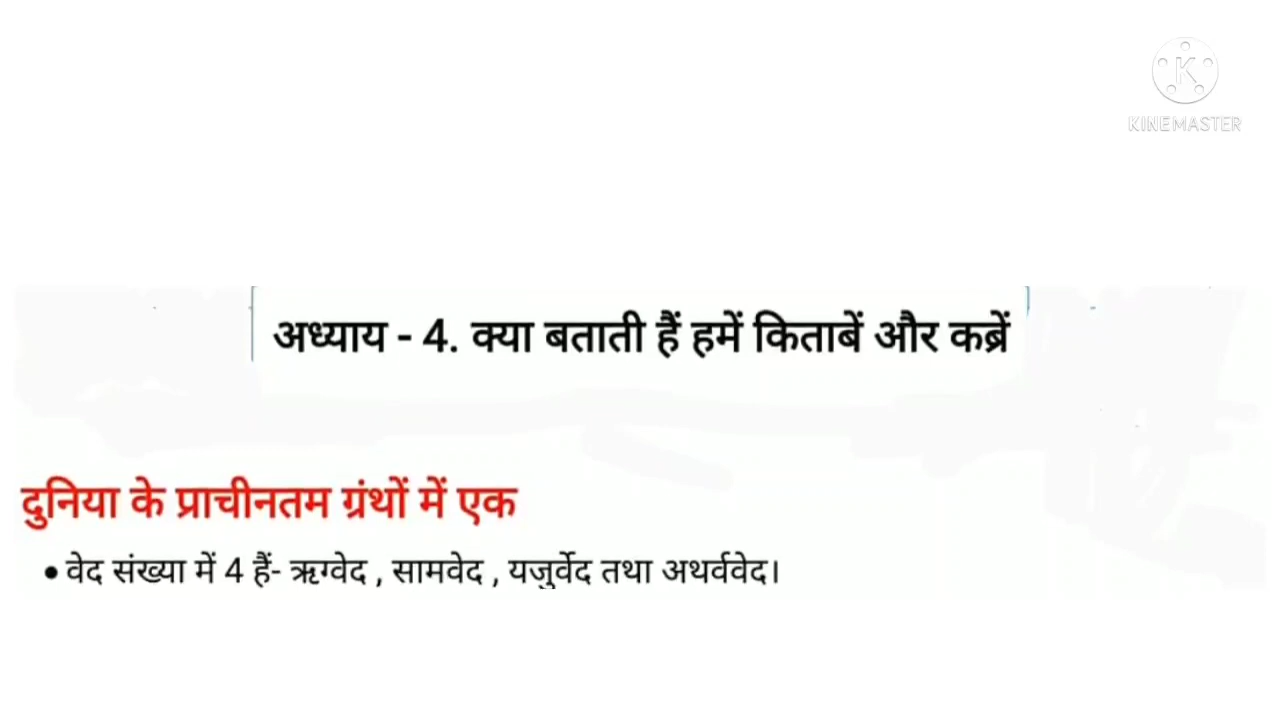 KINEMASTER
अध्याय - 4. क्या बताती हैं हमें किताबें और कब्रें
दुनिया के प्राचीनतम ग्रंथों में एक
• वेद संख्या में 4 हैं- ऋग्वेद , सामवेद , यजुर्वेद तथा अथर्ववेद।